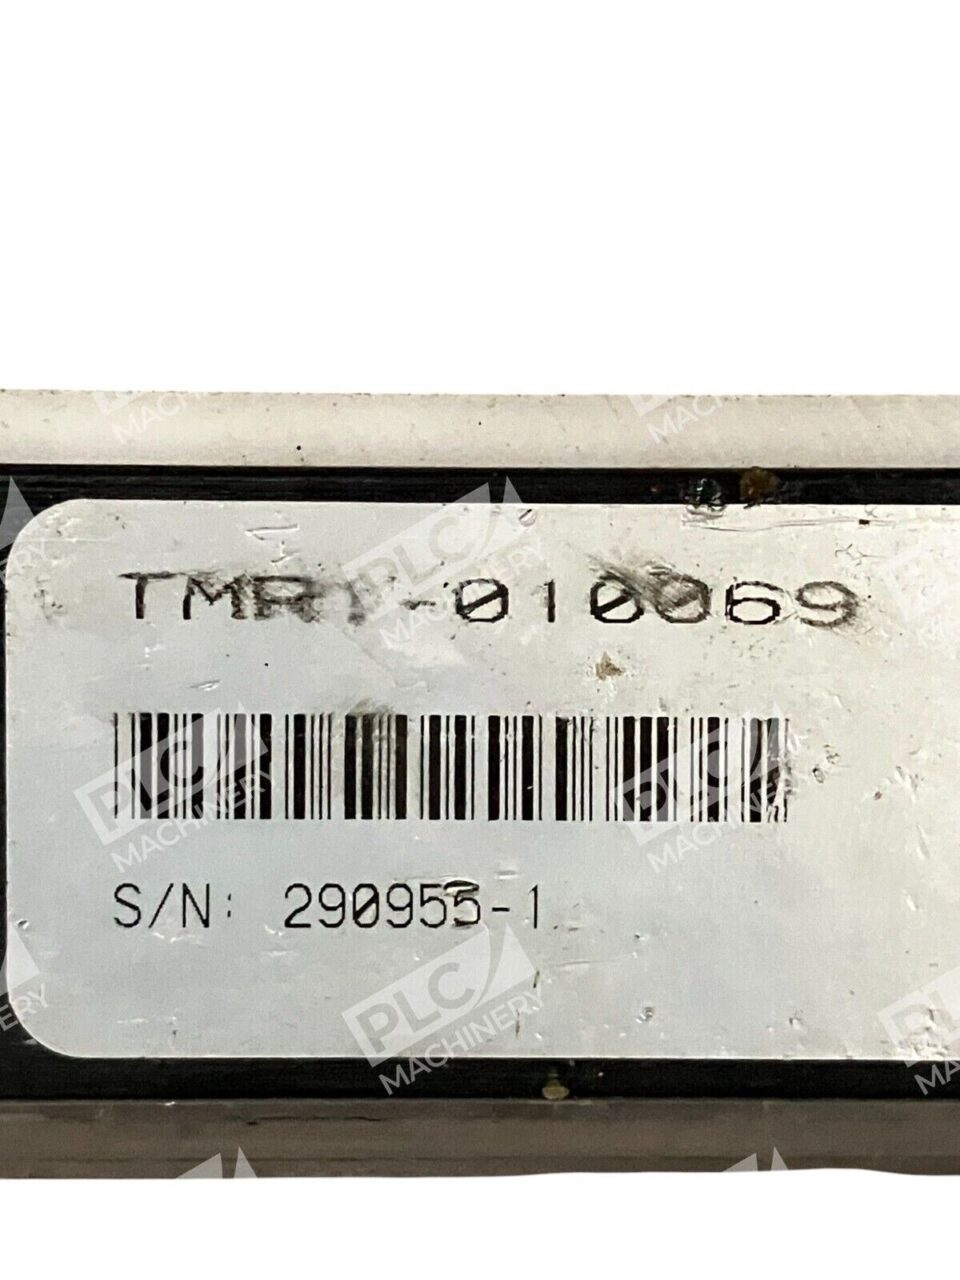 TMR1-010069
S/N: 290955-1
PLC MACHINERY